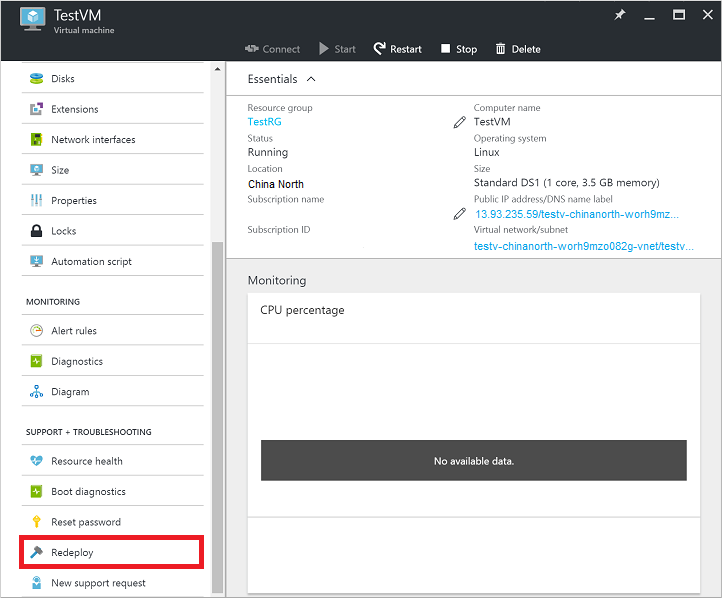 TestVM
Virtual machine
Connect Start Restart Stop Delete
Disks
Extensions
Network interfaces
Size
Properties
Locks
Automation script
MONITORING
Alert rules
Diagnostics
Diagram
SUPPORT + TROUBLESHOOTING
Resource health
Boot diagnostics
Reset password
Redeploy
New support request
Essentials
Resource group
TestRG
Status
Running
Location
China North
Subscription name
Subscription ID
Computer name
TestVM
Operating system
Linux
Size
Standard DS1 (1 core, 3.5 GB memory)
Public IP address/DNS name label
13.93.235.59/testv-chinanorth-worh9mz...
Virtual network/subnet
testv-chinanorth-worh9mzo082g-vnet/testv...
Monitoring
CPU percentage
No available data.